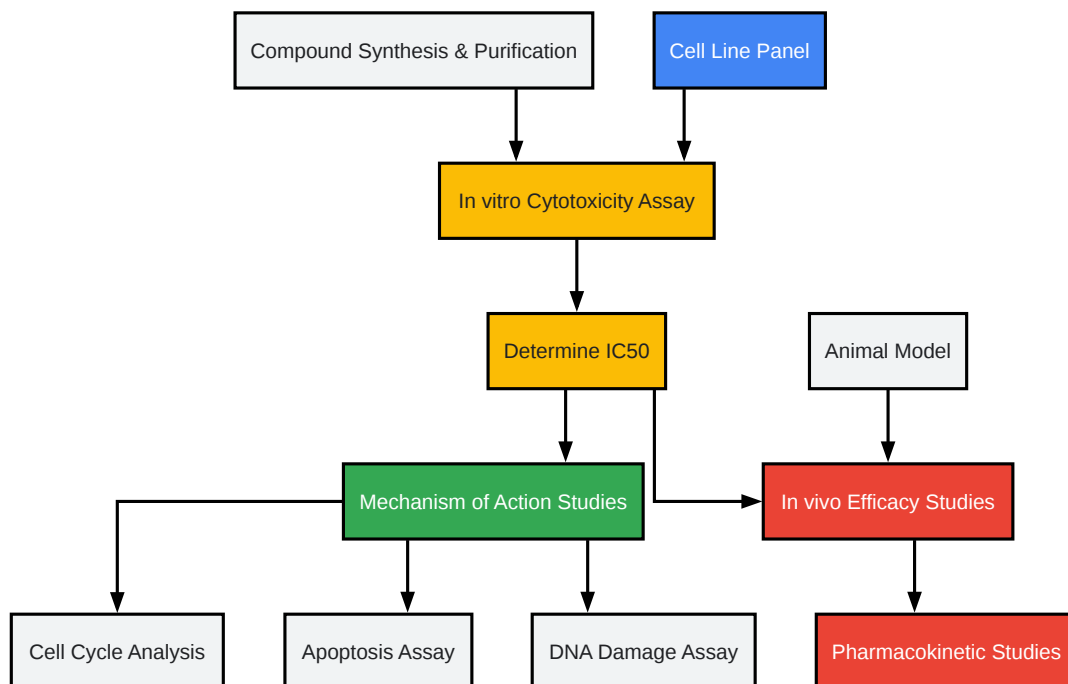 Compound Synthesis & Purification
Cell Line Panel
In vitro Cytotoxicity Assay
Determine IC50
Animal Model
Mechanism of Action Studies
In vivo Efficacy Studies
Cell Cycle Analysis
Apoptosis Assay
DNA Damage Assay
Pharmacokinetic Studies